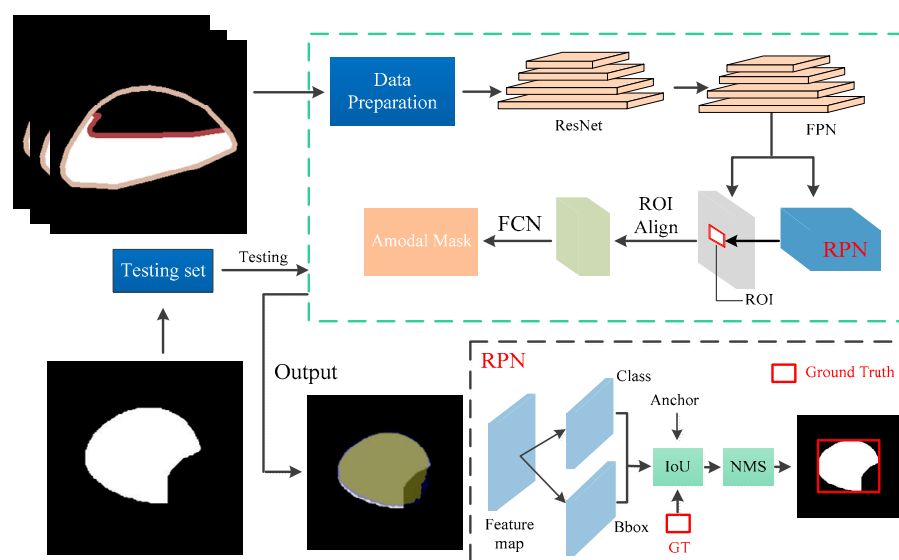 Data
Preparation
ResNet
FPN
Amodal Mask
FCN
ROI
Align
RPN
ROI
Testing set
Testing
Output
RPN
Class
Ground Truth
Anchor
IoU
NMS
Feature
map
Bbox
GT